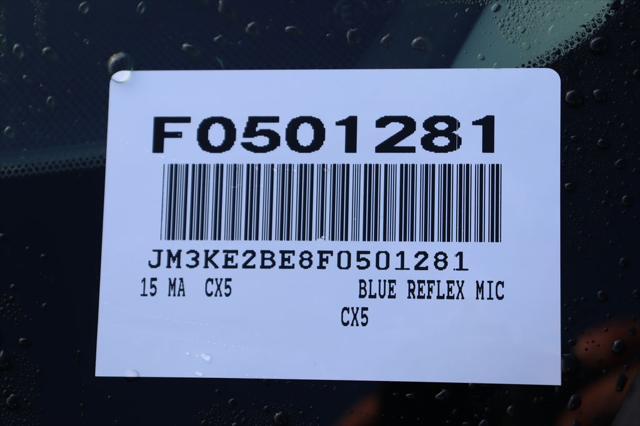 F0501281
JM3KE2BE8F0501281
15 MA CX5 BLUE REFLEX MIC
CX5